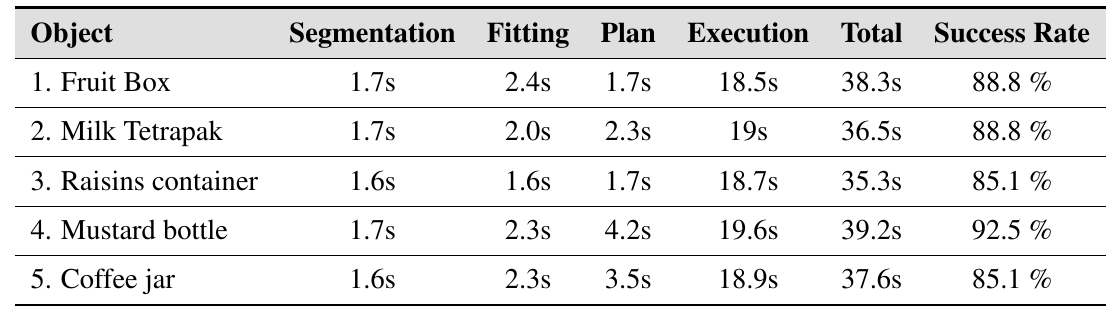 Object Segmentation Fitting Plan Execution Total Success Rate
1. Fruit Box 1.7s 2.4s 1.7s 18.5s 38.3s 88.8 %
2. Milk Tetrapak 1.7s 2.0s 2.3s 19s 36.5s 88.8 %
3. Raisins container 1.6s 1.6s 1.7s 18.7s 35.3s 85.1 %
4. Mustard bottle 1.7s 2.3s 4.2s 19.6s 39.2s 92.5 %
5. Coffee jar 1.6s 2.3s 3.5s 18.9s 37.6s 85.1 %